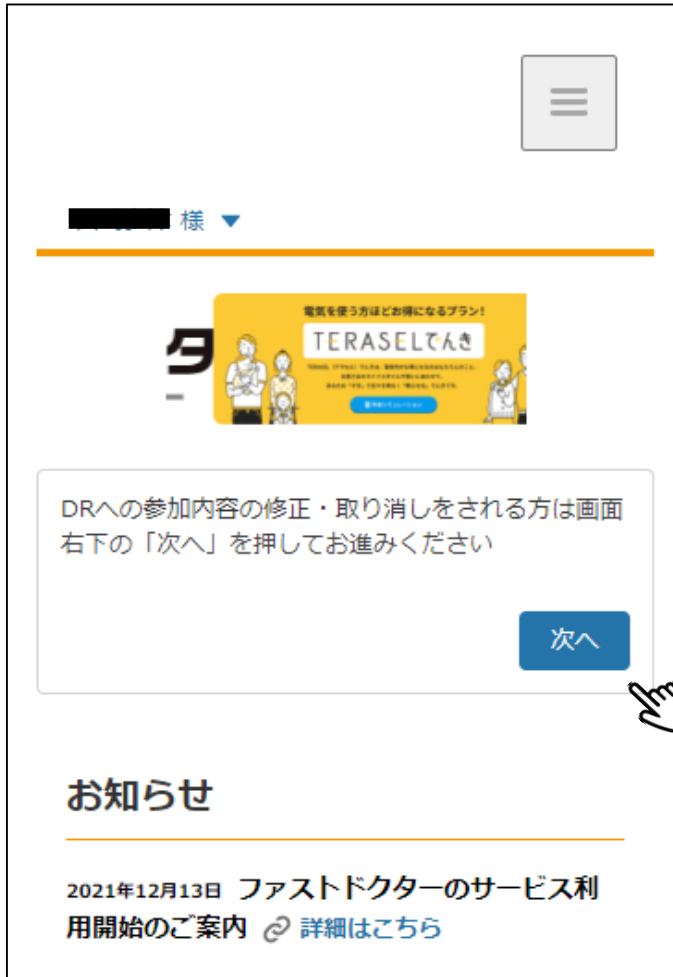 様 ▼
電気を使う方ほどお得になるプラン!
タ
TERASELでんき
DRへの参加内容の修正・取り消しをされる方は画面
右下の「次へ」を押してお進みください
次へ
お知らせ
2021年12月13日 ファストドクターのサービス利
用開始のご案内 詳細はこちら